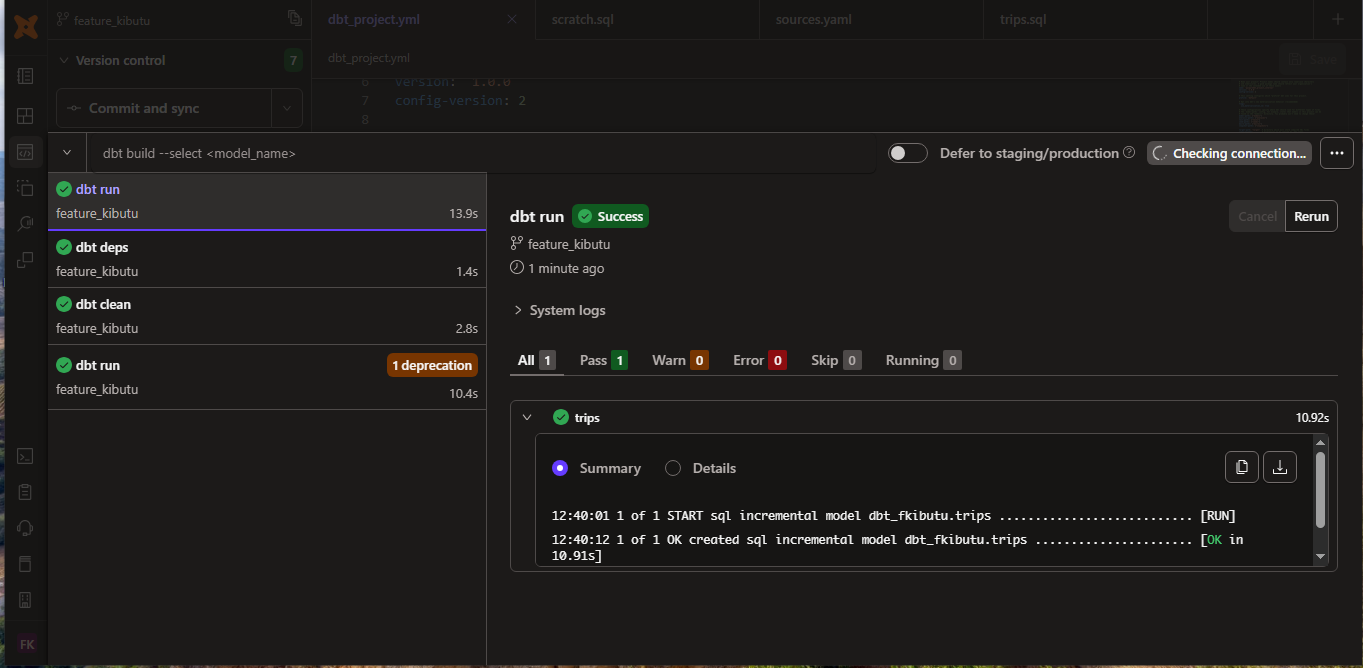 feature_kibutu
dbt_project.yml
scratch.sql
sources.yaml
trips.sql
Version control
7
dbt_project.yml
Save
Commit and sync
6 version: 1.0.0
7 config-version: 2
8
dbt build --select <model_name>
Defer to staging/production
Checking connection...
dbt run
feature_kibutu
13.9s
dbt deps
feature_kibutu
1.4s
dbt clean
feature_kibutu
2.8s
dbt run
1 deprecation
feature_kibutu
10.4s
dbt run
Success
Cancel
Rerun
feature_kibutu
1 minute ago
System logs
All 1
Pass 1
Warn 0
Error 0
Skip 0
Running 0
trips
10.92s
Summary
Details
12:40:01 1 of 1 START sql incremental model dbt_fkibutu.trips ........................... [RUN]
12:40:12 1 of 1 OK created sql incremental model dbt_fkibutu.trips ...................... [OK in
10.91s]
FK